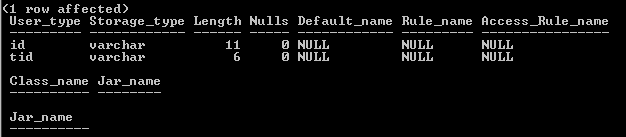 (1 row affected)
User_type Storage_type Length Nulls Default_name Rule_name Access_Rule_name
--------- ------------ ------ ----- ------------ --------- ----------------
id varchar 11 0 NULL NULL NULL
tid varchar 6 0 NULL NULL NULL
Class_name Jar_name
---------- --------
Jar_name
----------